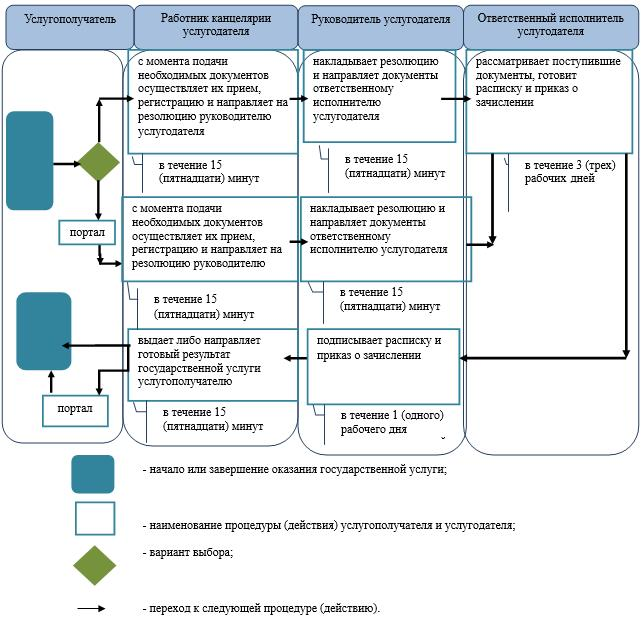 Услугополучатель
Работник канцелярии
услугодателя
Руководитель услугодателя
Ответственный исполнитель
услугодателя
с момента подачи
необходимых документов
осуществляет их прием,
регистрацию и направляет на
резолюцию руководителю
услугодателя
накладывает резолюцию
и направляет документы
ответственному
исполнителю
услугодателя
рассматривает поступившие
документы, готовит
расписку и приказ о
зачислении
в течение 15
(пятнадцати) минут
в течение 15
(пятнадцати) минут
в течение 3 (трех)
рабочих дней
портал
с момента подачи
необходимых документов
осуществляет их прием,
регистрацию и направляет на
резолюцию руководителю
накладывает резолюцию и
направляет документы
ответственному
исполнителю услугодателя
в течение 15
(пятнадцати) минут
в течение 15
(пятнадцати) минут
выдает либо направляет
готовый результат
государственной услуги
услугополучателю
подписывает расписку и
приказ о зачислении
портал
в течение 15
(пятнадцати) минут
в течение 1 (одного)
рабочего дня
- начало или завершение оказания государственной услуги;
- наименование процедуры (действия) услугополучателя и услугодателя;
- вариант выбора;
- переход к следующей процедуре (действию).